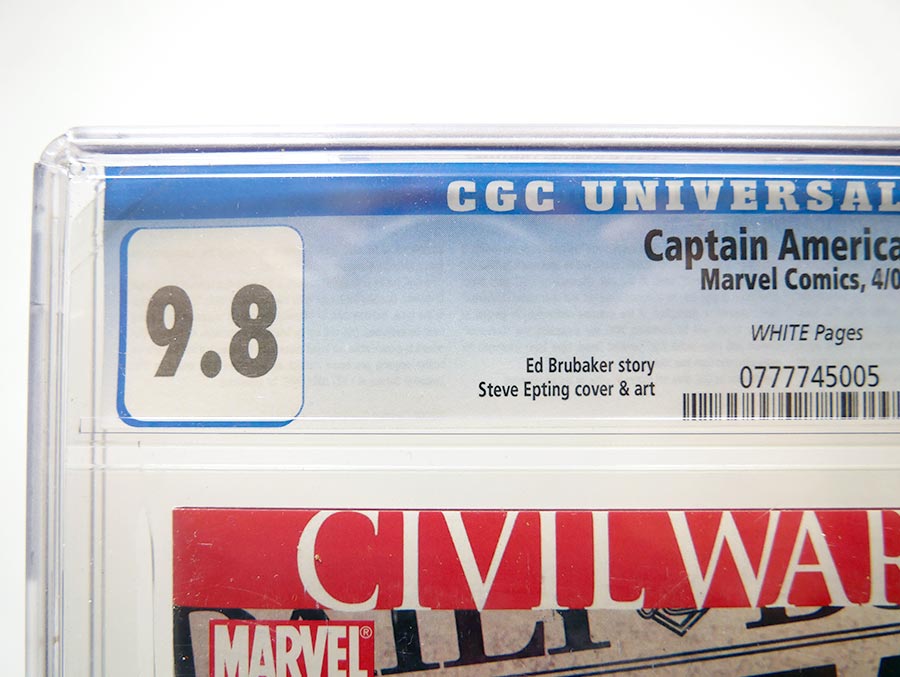 CGC UNIVERSAL
9.8
Captain America
Marvel Comics, 4/0
WHITE Pages
Ed Brubaker story
Steve Epting cover & art
0777745005
CIVIL WAR
MARVEL®